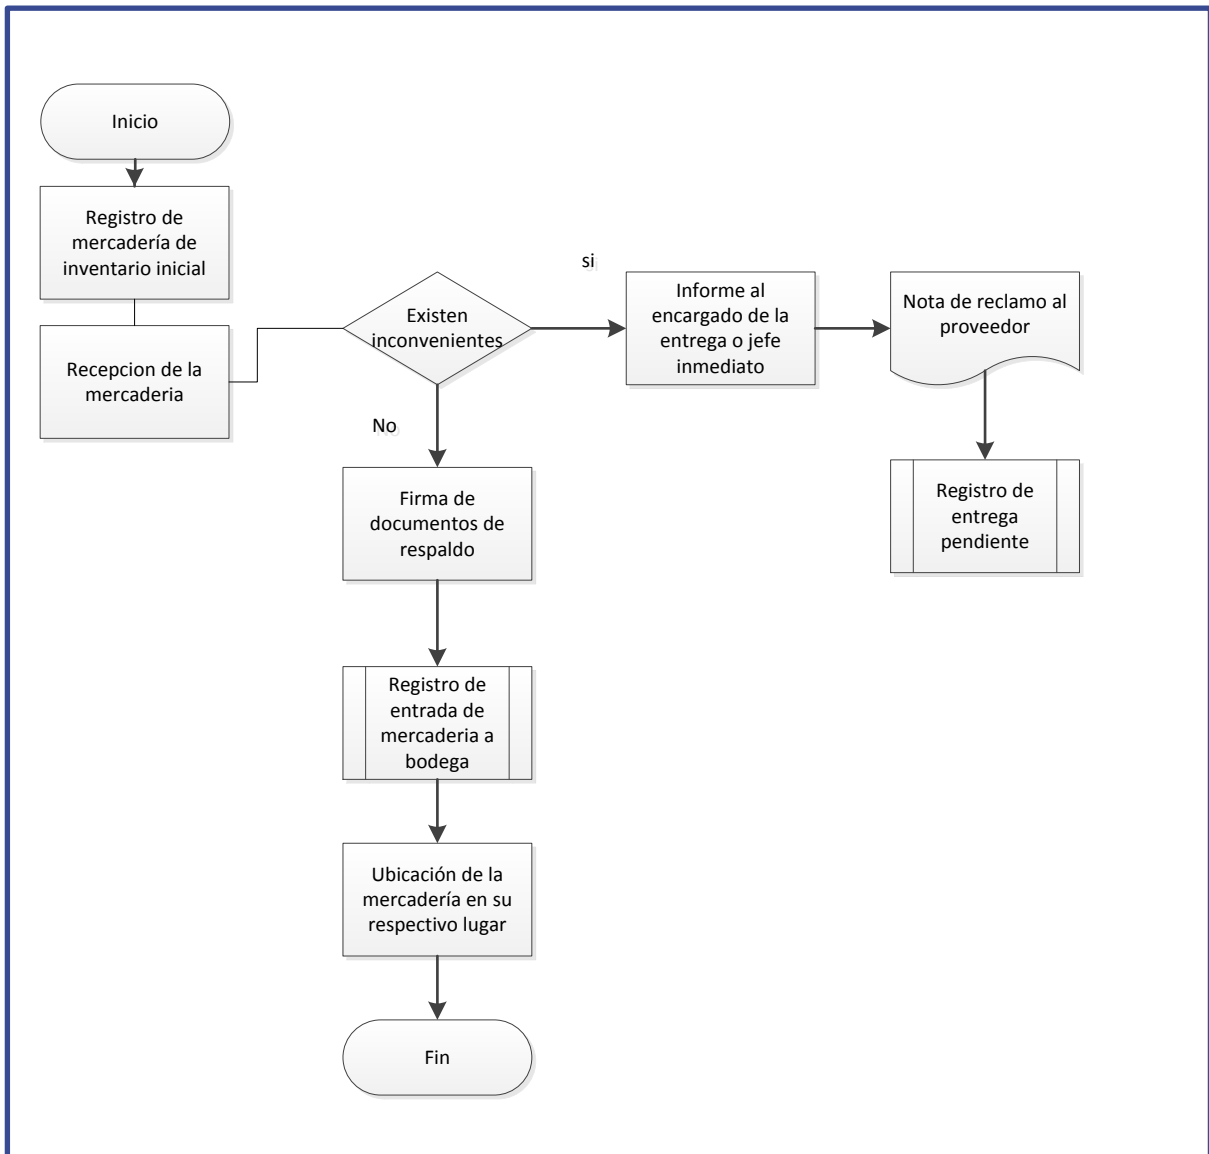 Inicio
Registro de
mercadería de
inventario inicial
Recepcion de la
mercaderia
Existen
inconvenientes
si
Informe al
encargado de la
entrega o jefe
inmediato
Nota de reclamo al
proveedor
Registro de
entrega
pendiente
No
Firma de
documentos de
respaldo
Registro de
entrada de
mercaderia a
bodega
Ubicación de la
mercadería en su
respectivo lugar
Fin